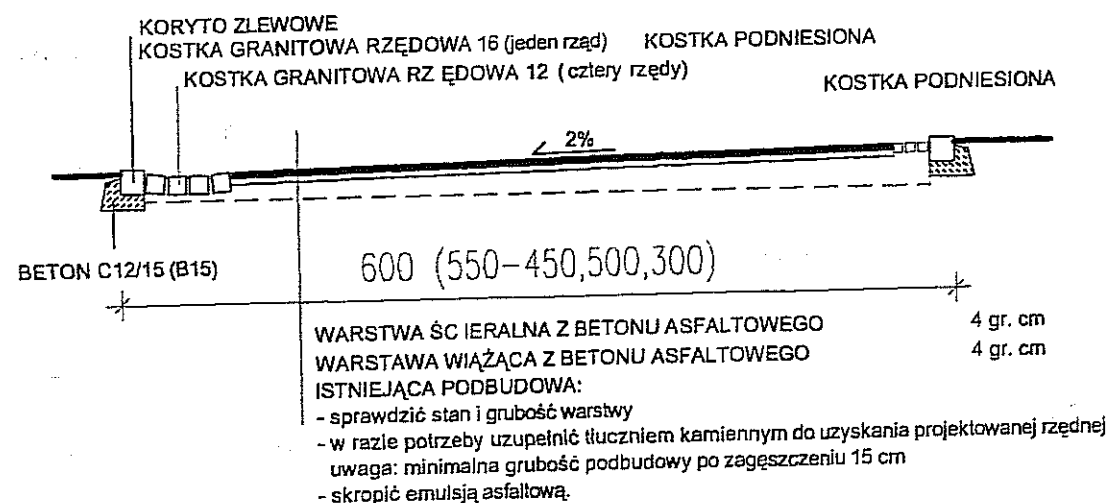 KORYTO ZLEWOWE
KOSTKA GRANITOWA RZĘDOWA 16 (jeden rząd) KOSTKA PODNIESIONA
KOSTKA GRANITOWA RZ ĘDOWA 12 (cztery rzędy)
KOSTKA PODNIESIONA
2%
BETON C12/15 (B15)
600 (550-450,500,300)
WARSTWA ŚC IERALNA Z BETONU ASFALTOWEGO 4 gr. cm
WARSTAWA WIĄŻĄCA Z BETONU ASFALTOWEGO 4 gr. cm
ISTNIEJĄCA PODBUDOWA:
- sprawdzić stan i grubość warstwy
- w razie potrzeby uzupełnić tłuczniem kamiennym do uzyskania projektowanej rzędnej
uwaga: minimalna grubość podbudowy po zagęszczeniu 15 cm
- skropić emulsją asfaltową.